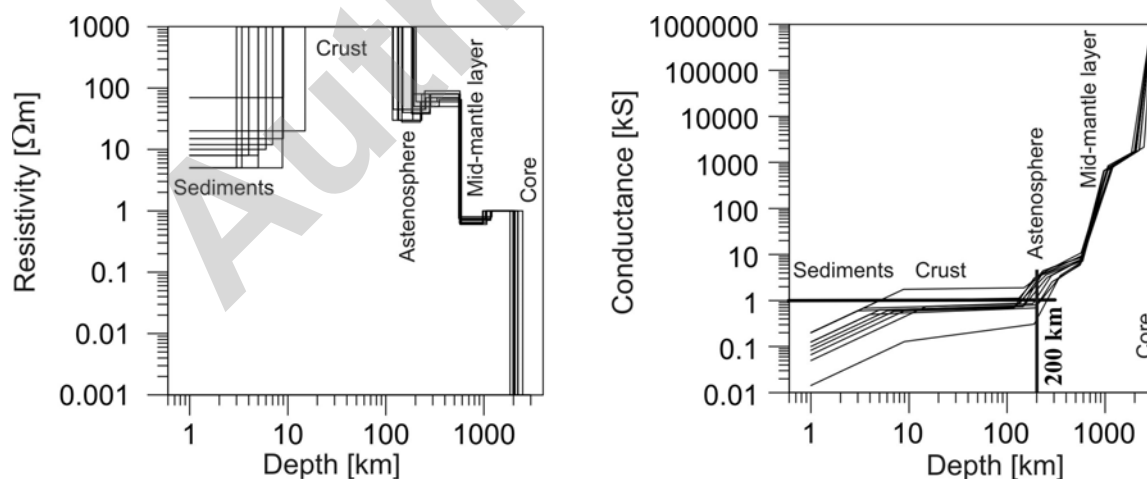 1000
100
10
1
0.1
0.01
0.001
Resistivity [Ωm]
Sediments
Crust
Astenosphere
Mid-mantle layer
Core
1
10
100
1000
Depth [km]
Auth
1000000
100000
10000
1000
100
10
1
0.1
0.01
Conductance [kS]
Sediments
Crust
Astenosphere
Mid-mantle layer
Core
200 km
1
10
100
1000
Depth [km]